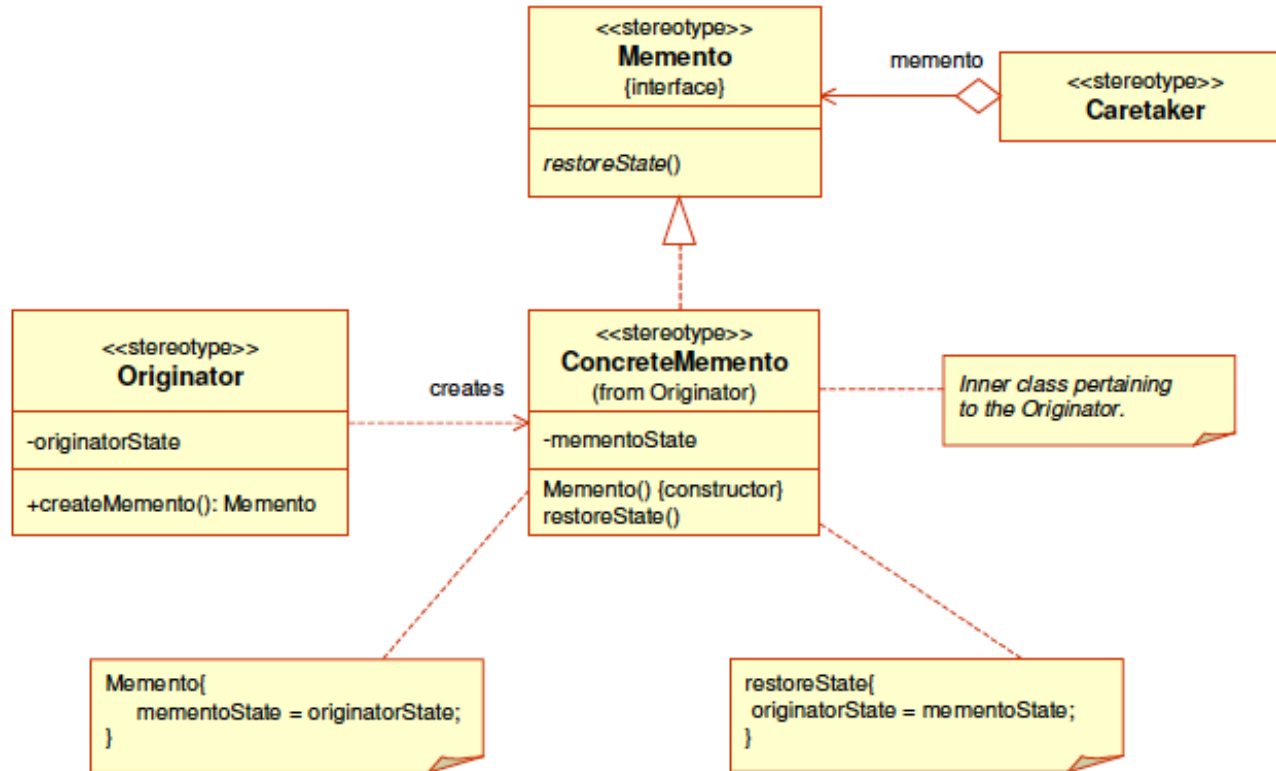 <<stereotype>>
Memento
{interface}
restoreState()
memento
<<stereotype>>
Caretaker
<<stereotype>>
Originator
-originatorState
+createMemento(): Memento
creates
<<stereotype>>
ConcreteMemento
(from Originator)
-mementoState
Memento() {constructor}
restoreState()
Inner class pertaining
to the Originator.
Memento{
mementoState = originatorState;
}
restoreState{
originatorState = mementoState;
}